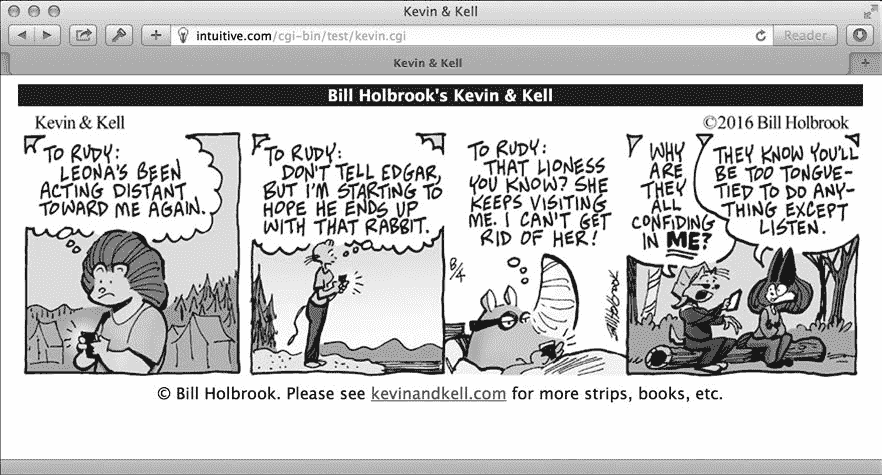 Kevin & Kell
intuitive.com/cgi-bin/test/kevin.cgi
Reader
Kevin & Kell
Bill Holbrook's Kevin & Kell
Kevin & Kell
©2016 Bill Holbrook
TO RUDY:
LEONA'S BEEN
ACTING DISTANT
TOWARD ME AGAIN.
TO RUDY:
DON'T TELL EDGAR,
BUT I'M STARTING TO
HOPE HE ENDS UP
WITH THAT RABBIT.
TO RUDY:
THAT LIONESS
YOU KNOW? SHE
KEEPS VISITING
ME. I CAN'T GET
RID OF HER!
8/4
BILL HOLBROOK
WHY
ARE
THEY
ALL
CONFIDING
IN ME?
THEY KNOW YOU'LL
BE TOO TONGUE-
TIED TO DO ANY-
THING EXCEPT
LISTEN.
© Bill Holbrook. Please see kevinandkell.com for more strips, books, etc.